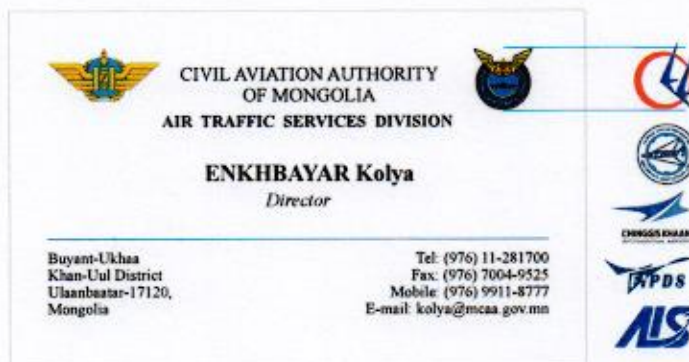 CIVIL AVIATION AUTHORITY
OF MONGOLIA
AIR TRAFFIC SERVICES DIVISION
ENKHBAYAR Kolya
Director
Buyant-Ukhaa
Khan-Uul District
Ulaanbaatar-17120,
Mongolia
Tel: (976) 11-281700
Fax: (976) 7004-9525
Mobile: (976) 9911-8777
E-mail: kolya@mcaa.gov.mn
CHINGGIS KHAAN
APDS
AIS